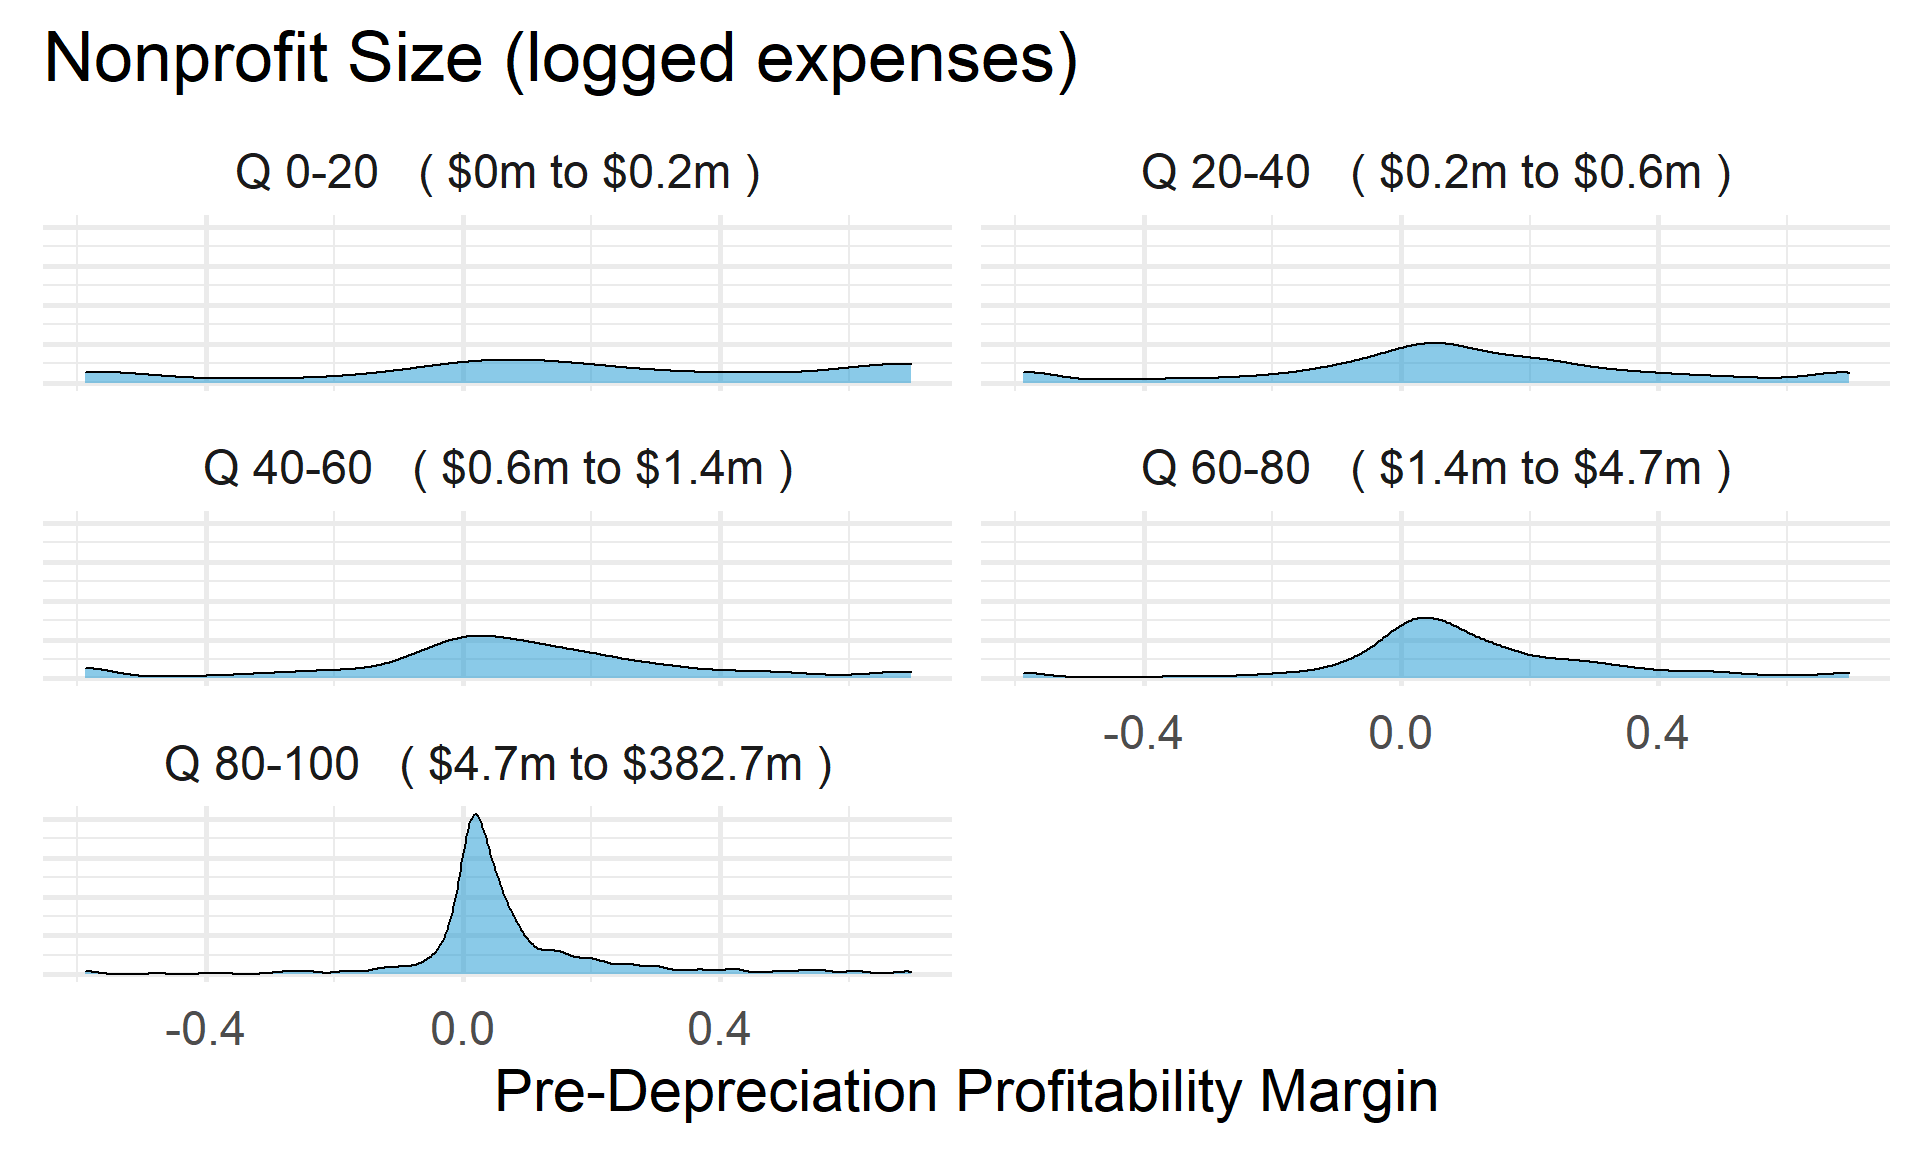 Nonprofit Size (logged expenses)
Q 0-20 ( $0m to $0.2m )
Q 20-40 ( $0.2m to $0.6m )
Q 40-60 ( $0.6m to $1.4m )
Q 60-80 ( $1.4m to $4.7m )
-0.4 0.0 0.4
Q 80-100 ( $4.7m to $382.7m )
-0.4 0.0 0.4
Pre-Depreciation Profitability Margin